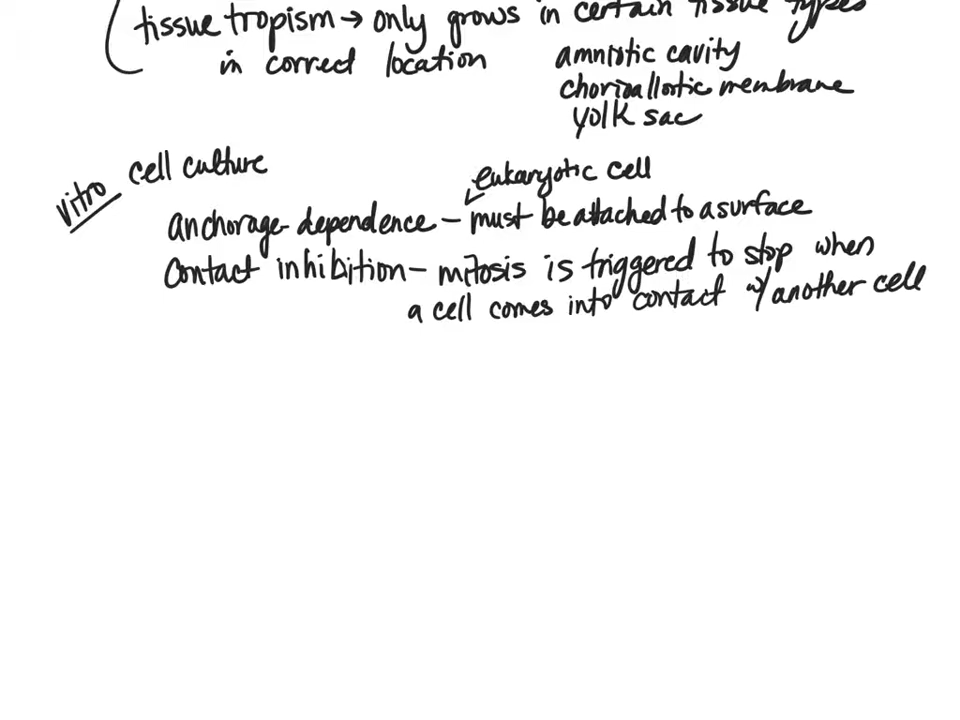 tissue tropism → only grows in certain tissue types
in correct location
amniotic cavity
chorioallontic membrane
yolk sac
vitro cell culture
eukaryotic cell
anchorage dependence – must be attached to a surface
contact inhibition – mitosis is triggered to stop when
a cell comes into contact w/ another cell